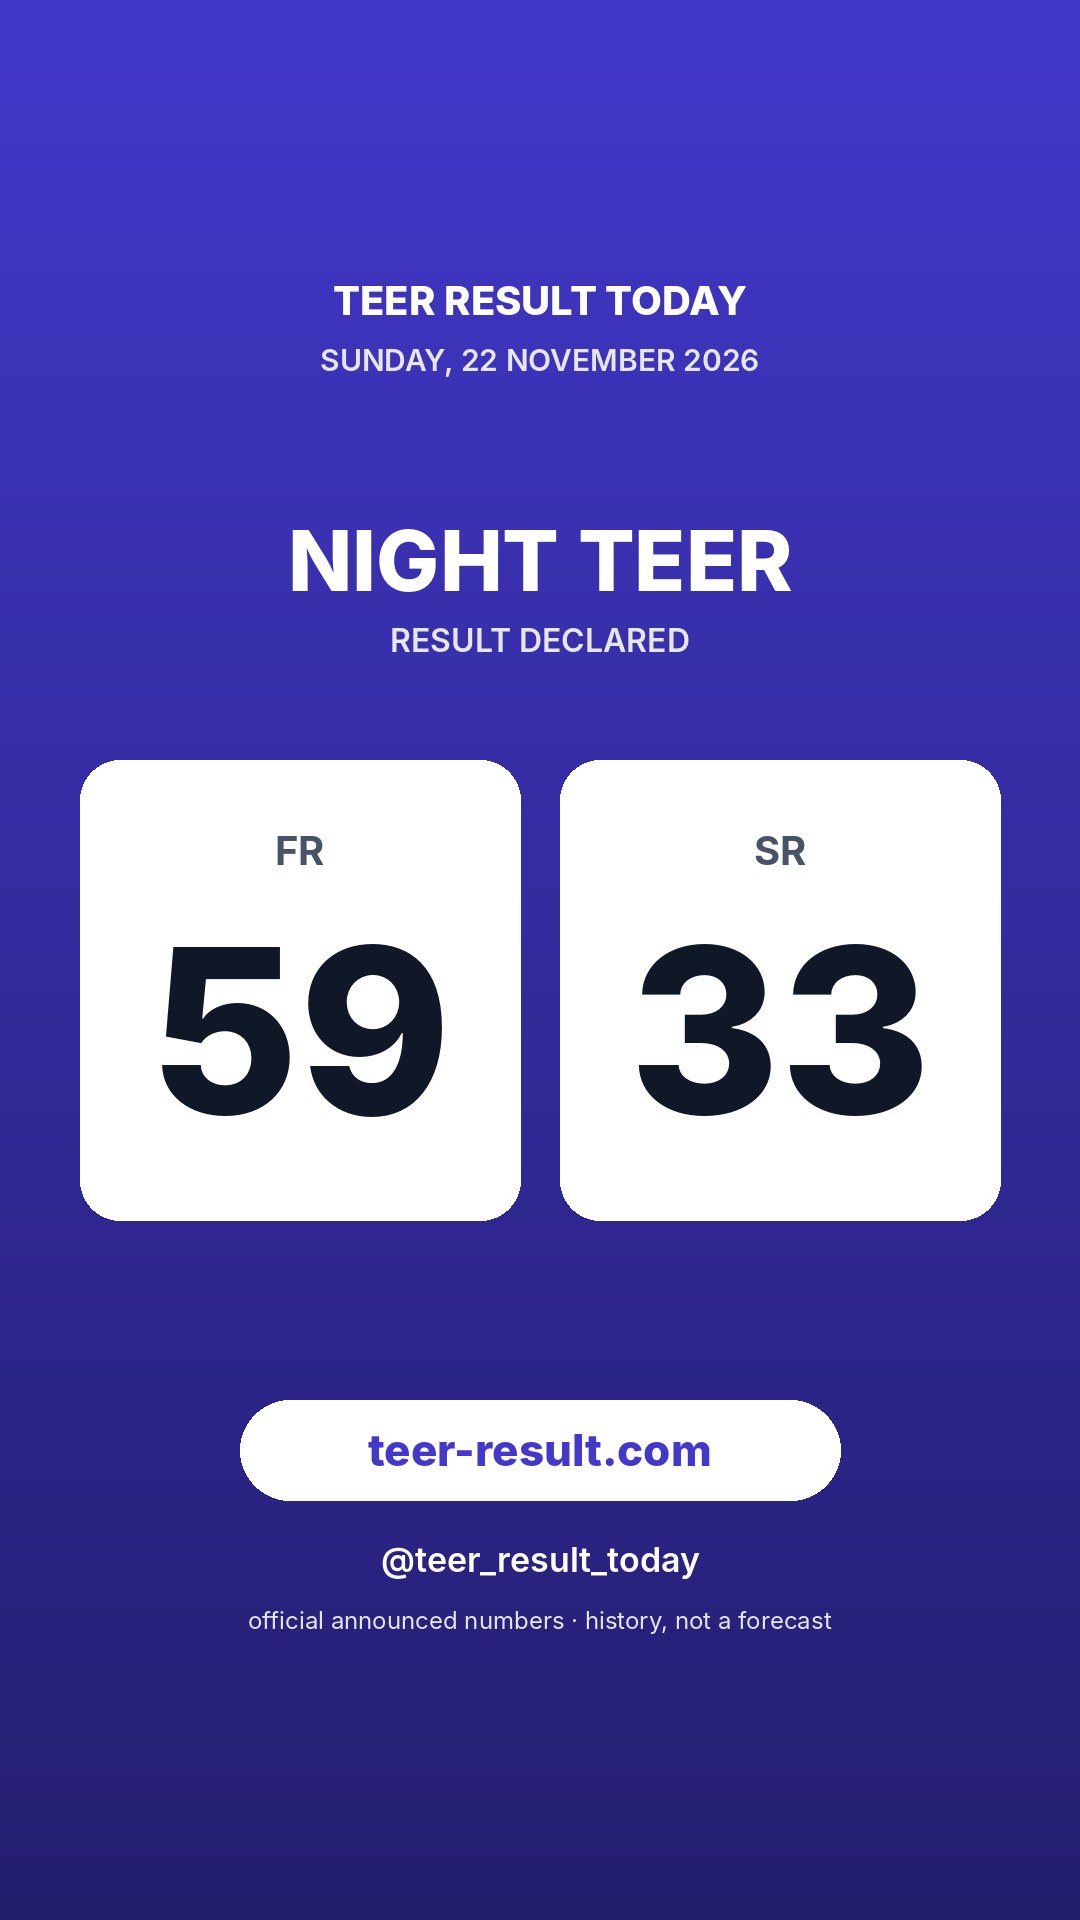 TEER RESULT TODAY
SUNDAY, 22 NOVEMBER 2026
NIGHT TEER
RESULT DECLARED
FR
59
SR
33
teer-result.com
@teer_result_today
official announced numbers · history, not a forecast